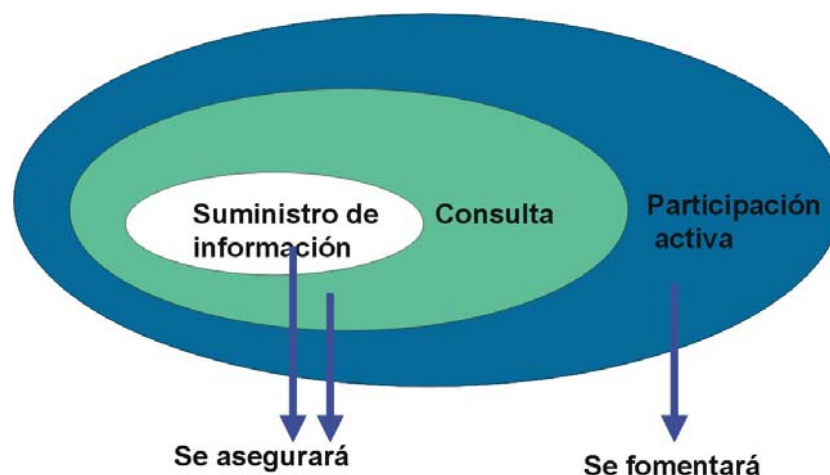 Suministro de
información
Consulta
Participación
activa
Se asegurará
Se fomentará